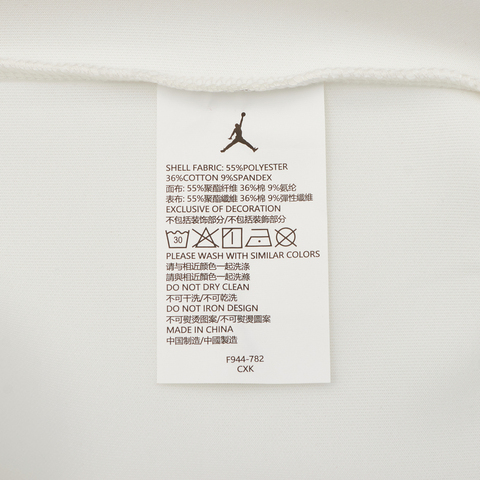 SHELL FABRIC: 55%POLYESTER
36%COTTON 9%SPANDEX
面布: 55%聚酯纤维 36%棉 9%氨纶
表布: 55%聚酯纖維 36%棉 9%彈性纖維
EXCLUSIVE OF DECORATION
不包括装饰部分/不包括裝飾部分
30
PLEASE WASH WITH SIMILAR COLORS
请与相近颜色一起洗涤
請與相近顏色一起洗滌
DO NOT DRY CLEAN
不可干洗/不可乾洗
DO NOT IRON DESIGN
不可熨烫图案/不可熨燙圖案
MADE IN CHINA
中国制造/中國製造
F944-782
CXK